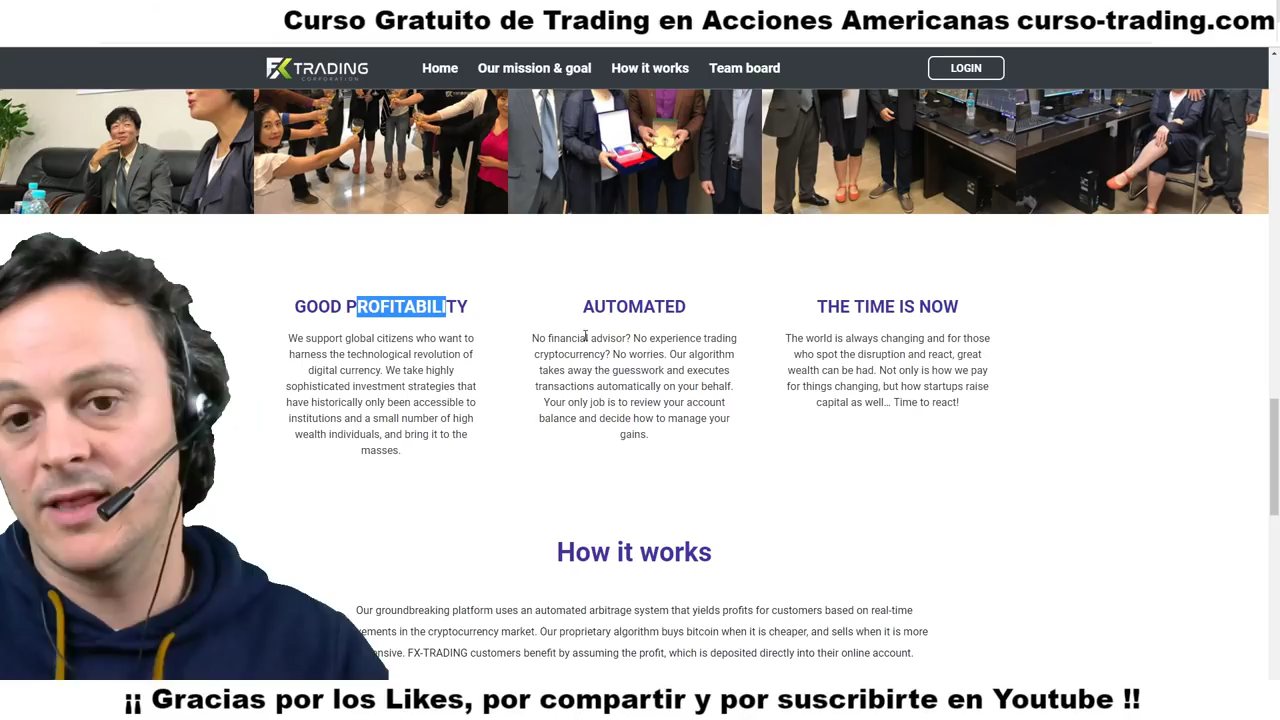 Curso Gratuito de Trading en Acciones Americanas curso-trading.com
FX TRADING
CORPORATION
Home
Our mission & goal
How it works
Team board
LOGIN
GOOD PROFITABILITY
We support global citizens who want to
harness the technological revolution of
digital currency. We take highly
sophisticated investment strategies that
have historically only been accessible to
institutions and a small number of high
wealth individuals, and bring it to the
masses.
AUTOMATED
No financial advisor? No experience trading
cryptocurrency? No worries. Our algorithm
takes away the guesswork and executes
transactions automatically on your behalf.
Your only job is to review your account
balance and decide how to manage your
gains.
THE TIME IS NOW
The world is always changing and for those
who spot the disruption and react, great
wealth can be had. Not only is how we pay
for things changing, but how startups raise
capital as well… Time to react!
How it works
Our groundbreaking platform uses an automated arbitrage system that yields profits for customers based on real-time
in the cryptocurrency market. Our proprietary algorithm buys bitcoin when it is cheaper, and sells when it is more
FX-TRADING customers benefit by assuming the profit, which is deposited directly into their online account.
¡¡ Gracias por los Likes, por compartir y por suscribirte en Youtube !!